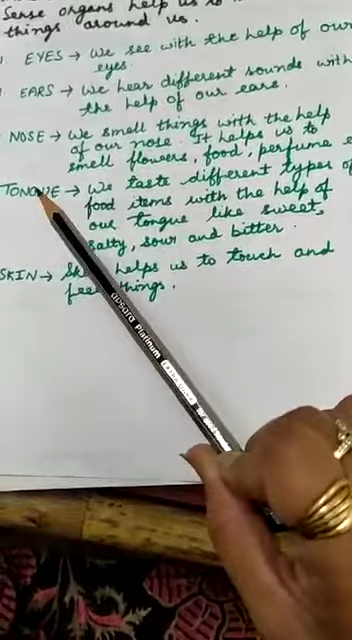 Sense organs help us to
things around us.
EYES → We see with the help of our
eyes.
EARS → We hear different sounds with
the help of our ears.
NOSE → We smell things with the help
of our nose. It helps us to
smell flowers, food, perfume
TONGUE → We taste different types of
food items with the help of
our tongue like sweet,
salty, sour and bitter.
SKIN → helps us to touch and
feel things.
apsara Platinum